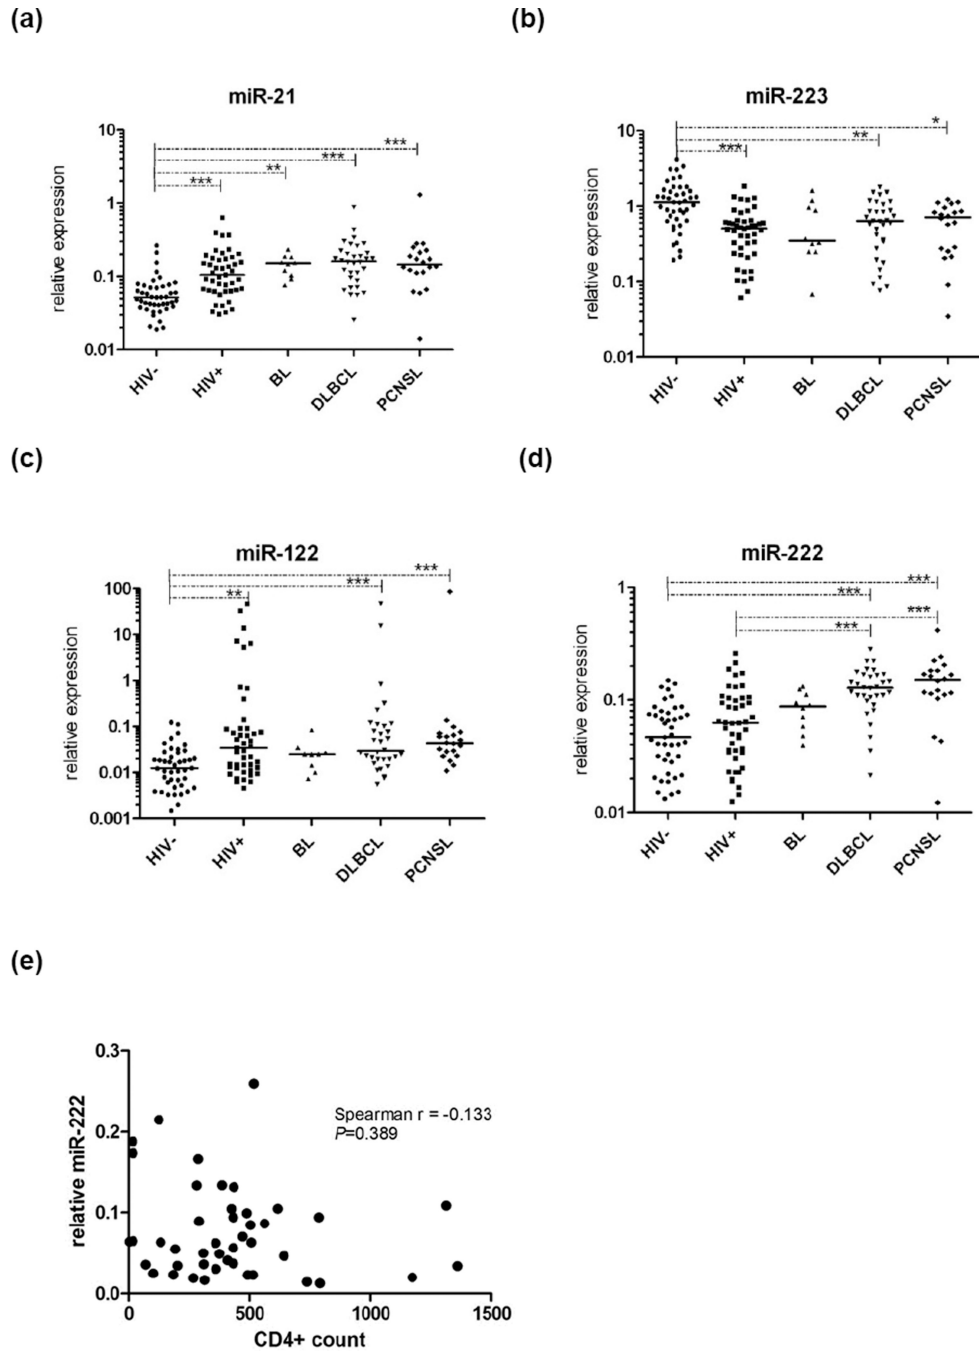 (a)
(b)
miR-21
miR-223
***
***
**
***
*
**
***
relative expression
10
1
0.1
0.01
HIV-
HIV+
BL
DLBCL
PCNSL
relative expression
10
1
0.1
0.01
HIV-
HIV+
BL
DLBCL
PCNSL
(c)
(d)
miR-122
miR-222
***
***
**
***
***
***
***
relative expression
100
10
1
0.1
0.01
0.001
HIV-
HIV+
BL
DLBCL
PCNSL
relative expression
1
0.1
0.01
HIV-
HIV+
BL
DLBCL
PCNSL
(e)
relative miR-222
0.3
0.2
0.1
0.0
Spearman r = -0.133
P=0.389
0
500
1000
1500
CD4+ count